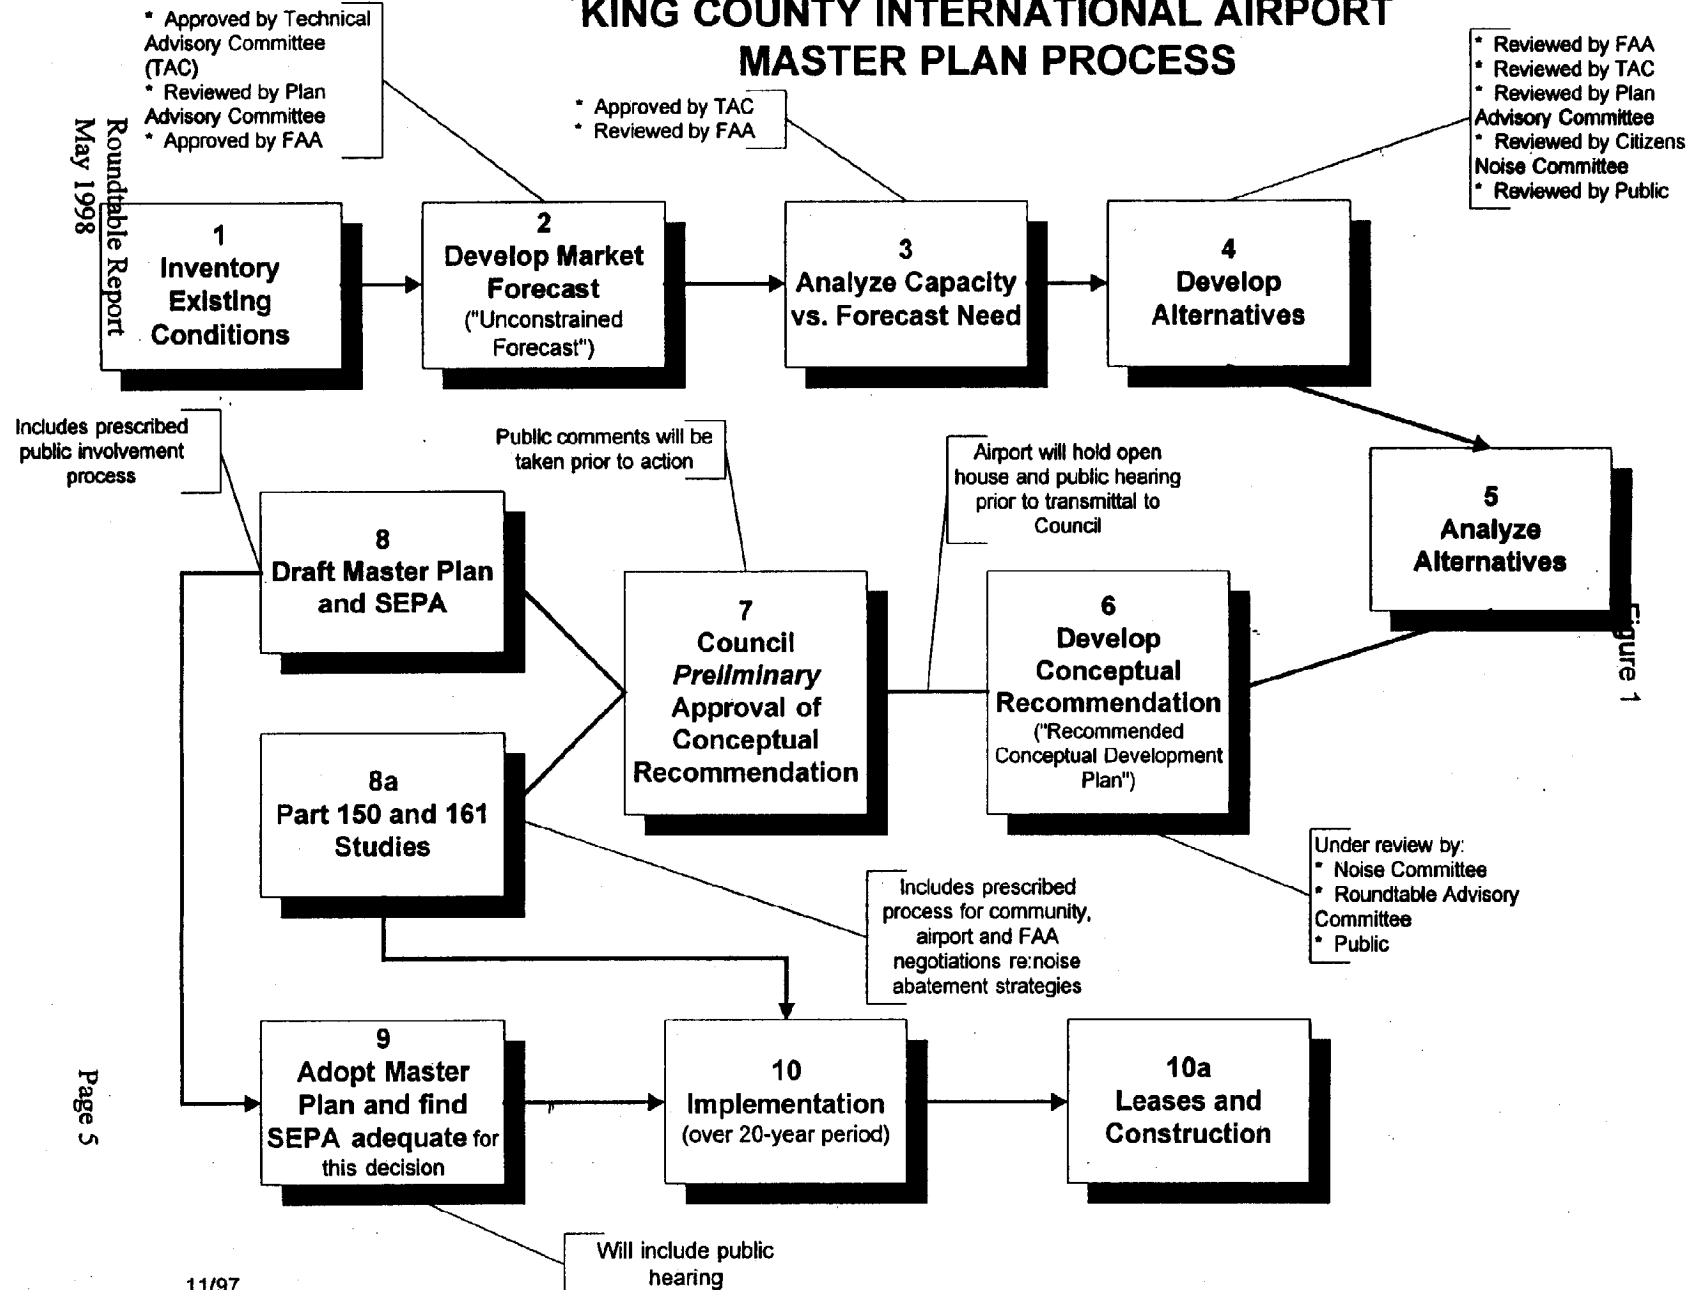 KING COUNTY INTERNATIONAL AIRPORT
MASTER PLAN PROCESS
* Approved by Technical
Advisory Committee
(TAC)
* Reviewed by Plan
Advisory Committee
* Approved by FAA
* Approved by TAC
* Reviewed by FAA
* Reviewed by FAA
* Reviewed by TAC
* Reviewed by Plan
Advisory Committee
* Reviewed by Citizens
Noise Committee
* Reviewed by Public
Roundtable Report
May 1998
1
Inventory
Existing
Conditions
2
Develop Market
Forecast
("Unconstrained
Forecast")
3
Analyze Capacity
vs. Forecast Need
4
Develop
Alternatives
Includes prescribed
public involvement
process
Public comments will be
taken prior to action
Airport will hold open
house and public hearing
prior to transmittal to
Council
5
Analyze
Alternatives
Figure 1
8
Draft Master Plan
and SEPA
7
Council
Preliminary
Approval of
Conceptual
Recommendation
6
Develop
Conceptual
Recommendation
("Recommended
Conceptual Development
Plan")
8a
Part 150 and 161
Studies
Includes prescribed
process for community,
airport and FAA
negotiations re:noise
abatement strategies
Under review by:
* Noise Committee
* Roundtable Advisory
Committee
* Public
9
Adopt Master
Plan and find
SEPA adequate for
this decision
10
Implementation
(over 20-year period)
10a
Leases and
Construction
Page 5
Will include public
hearing
11/97